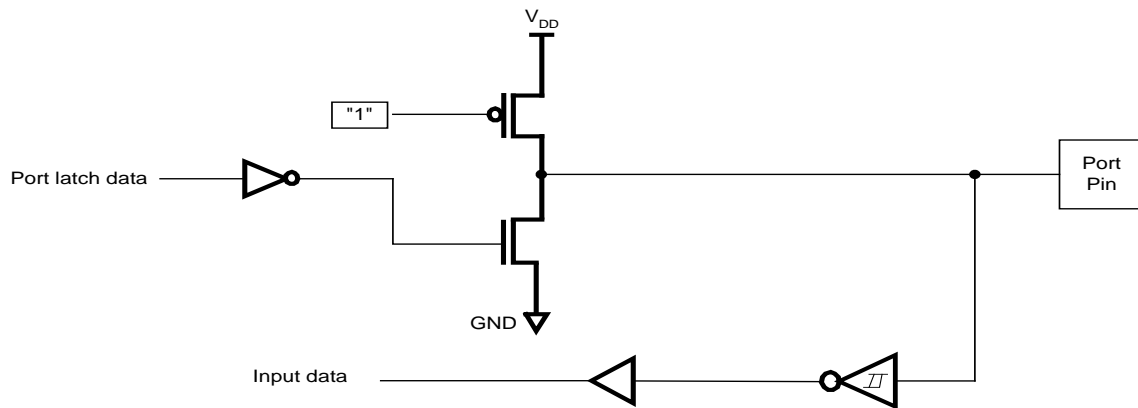 V_DD
"1"
Port latch data
Port
Pin
GND
Input data